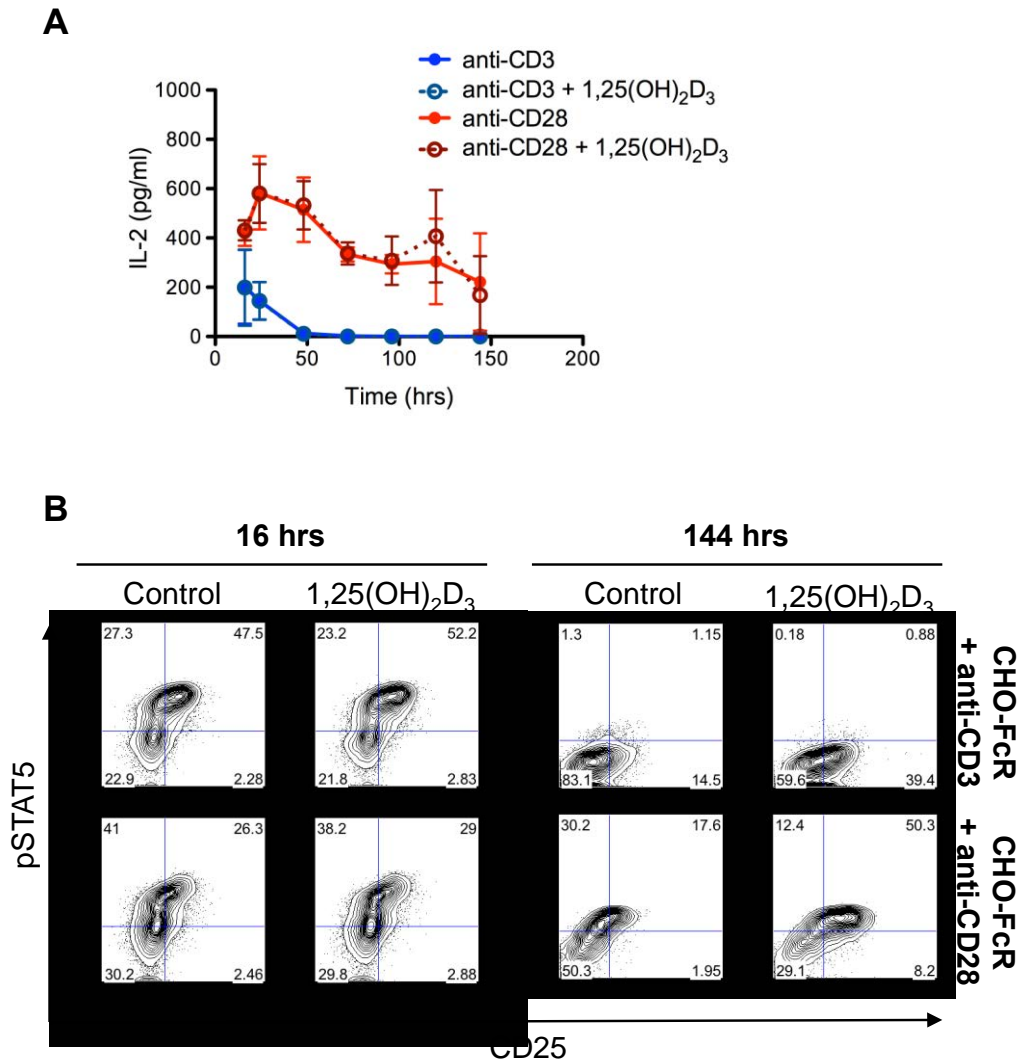 A
anti-CD3
anti-CD3 + 1,25(OH)₂D₃
anti-CD28
anti-CD28 + 1,25(OH)₂D₃
1000
800
600
400
200
0
IL-2 (pg/ml)
0 50 100 150 200
Time (hrs)
B
16 hrs 144 hrs
Control 1,25(OH)₂D₃ Control 1,25(OH)₂D₃
27.3 47.5 23.2 52.2 1.3 1.15 0.18 0.88
22.9 2.28 21.8 2.83 83.1 14.5 59.6 39.4
CHO-FcR
+ anti-CD3
41 26.3 38.2 29 30.2 17.6 12.4 50.3
30.2 2.46 29.8 2.88 50.3 1.95 29.1 8.2
CHO-FcR
+ anti-CD28
pSTAT5
CD25